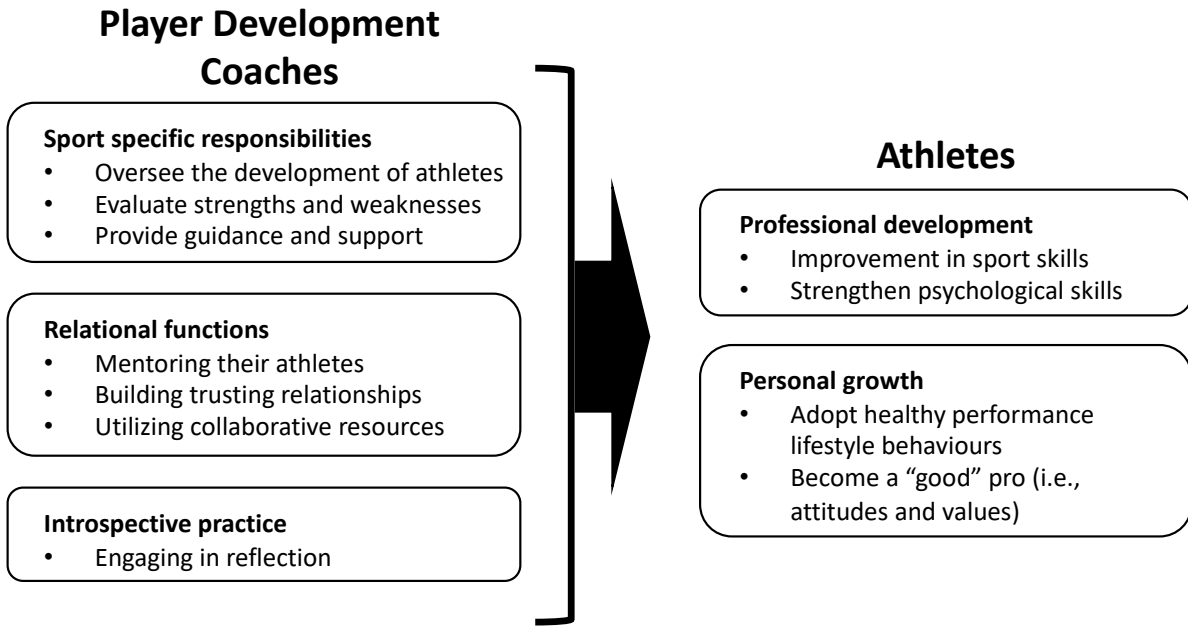 Player Development
Coaches
Sport specific responsibilities
• Oversee the development of athletes
• Evaluate strengths and weaknesses
• Provide guidance and support
Relational functions
• Mentoring their athletes
• Building trusting relationships
• Utilizing collaborative resources
Introspective practice
• Engaging in reflection
Athletes
Professional development
• Improvement in sport skills
• Strengthen psychological skills
Personal growth
• Adopt healthy performance
lifestyle behaviours
• Become a “good” pro (i.e.,
attitudes and values)